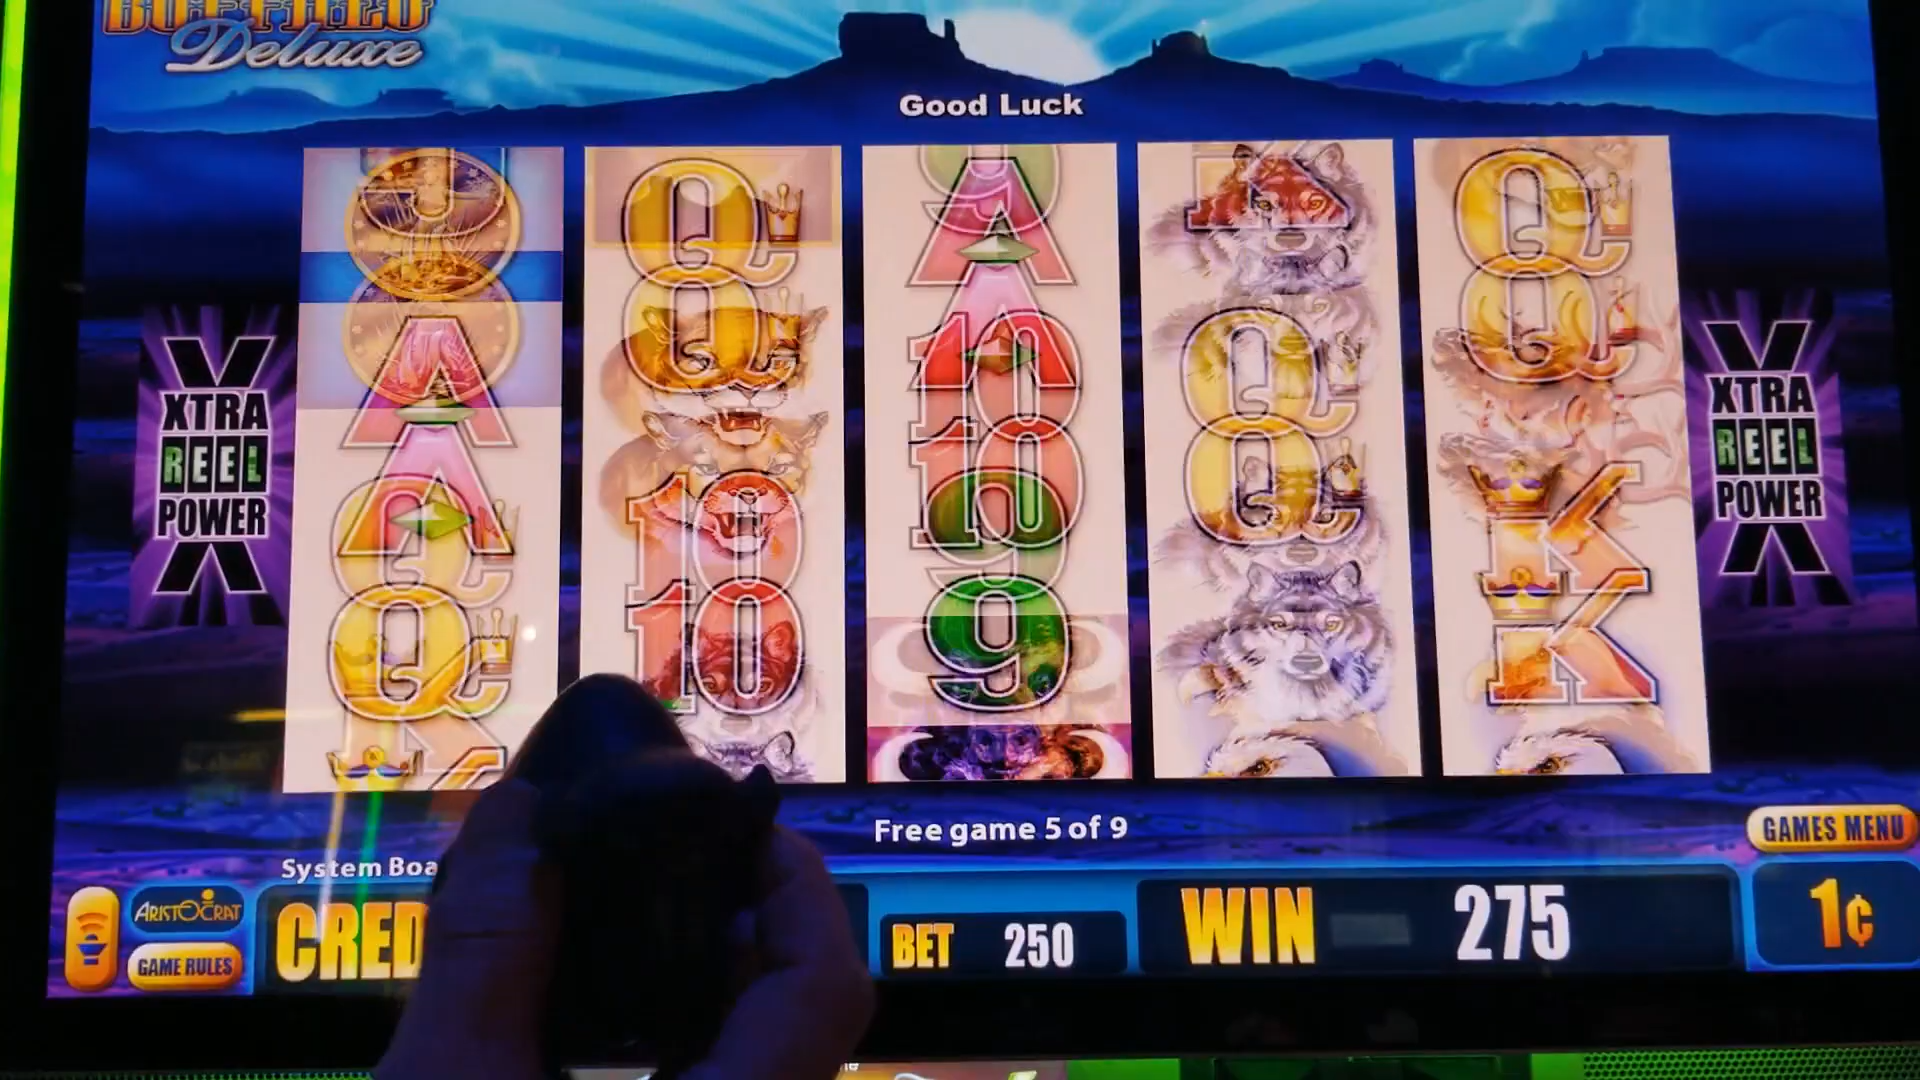 BUFFALO
Deluxe
Good Luck
XTRA
REEL
POWER
XTRA
REEL
POWER
Free game 5 of 9
GAMES MENU
System Boa
ARISTOCRAT
GAME RULES
CRED
BET 250
WIN 275
1¢